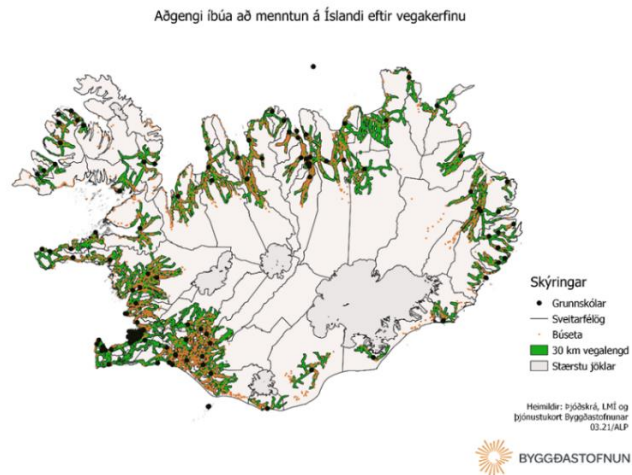 Aðgengi íbúa að menntun á Íslandi eftir vegakerfinu
Skýringar
Grunnskólar
Sveitarfélög
Búseta
30 km vegalengd
Stærstu jöklar
Heimildir: Þjóðskrá, LMÍ og
þjónustukort Byggðastofnunar
03.21/ALP
BYGGÐASTOFNUN